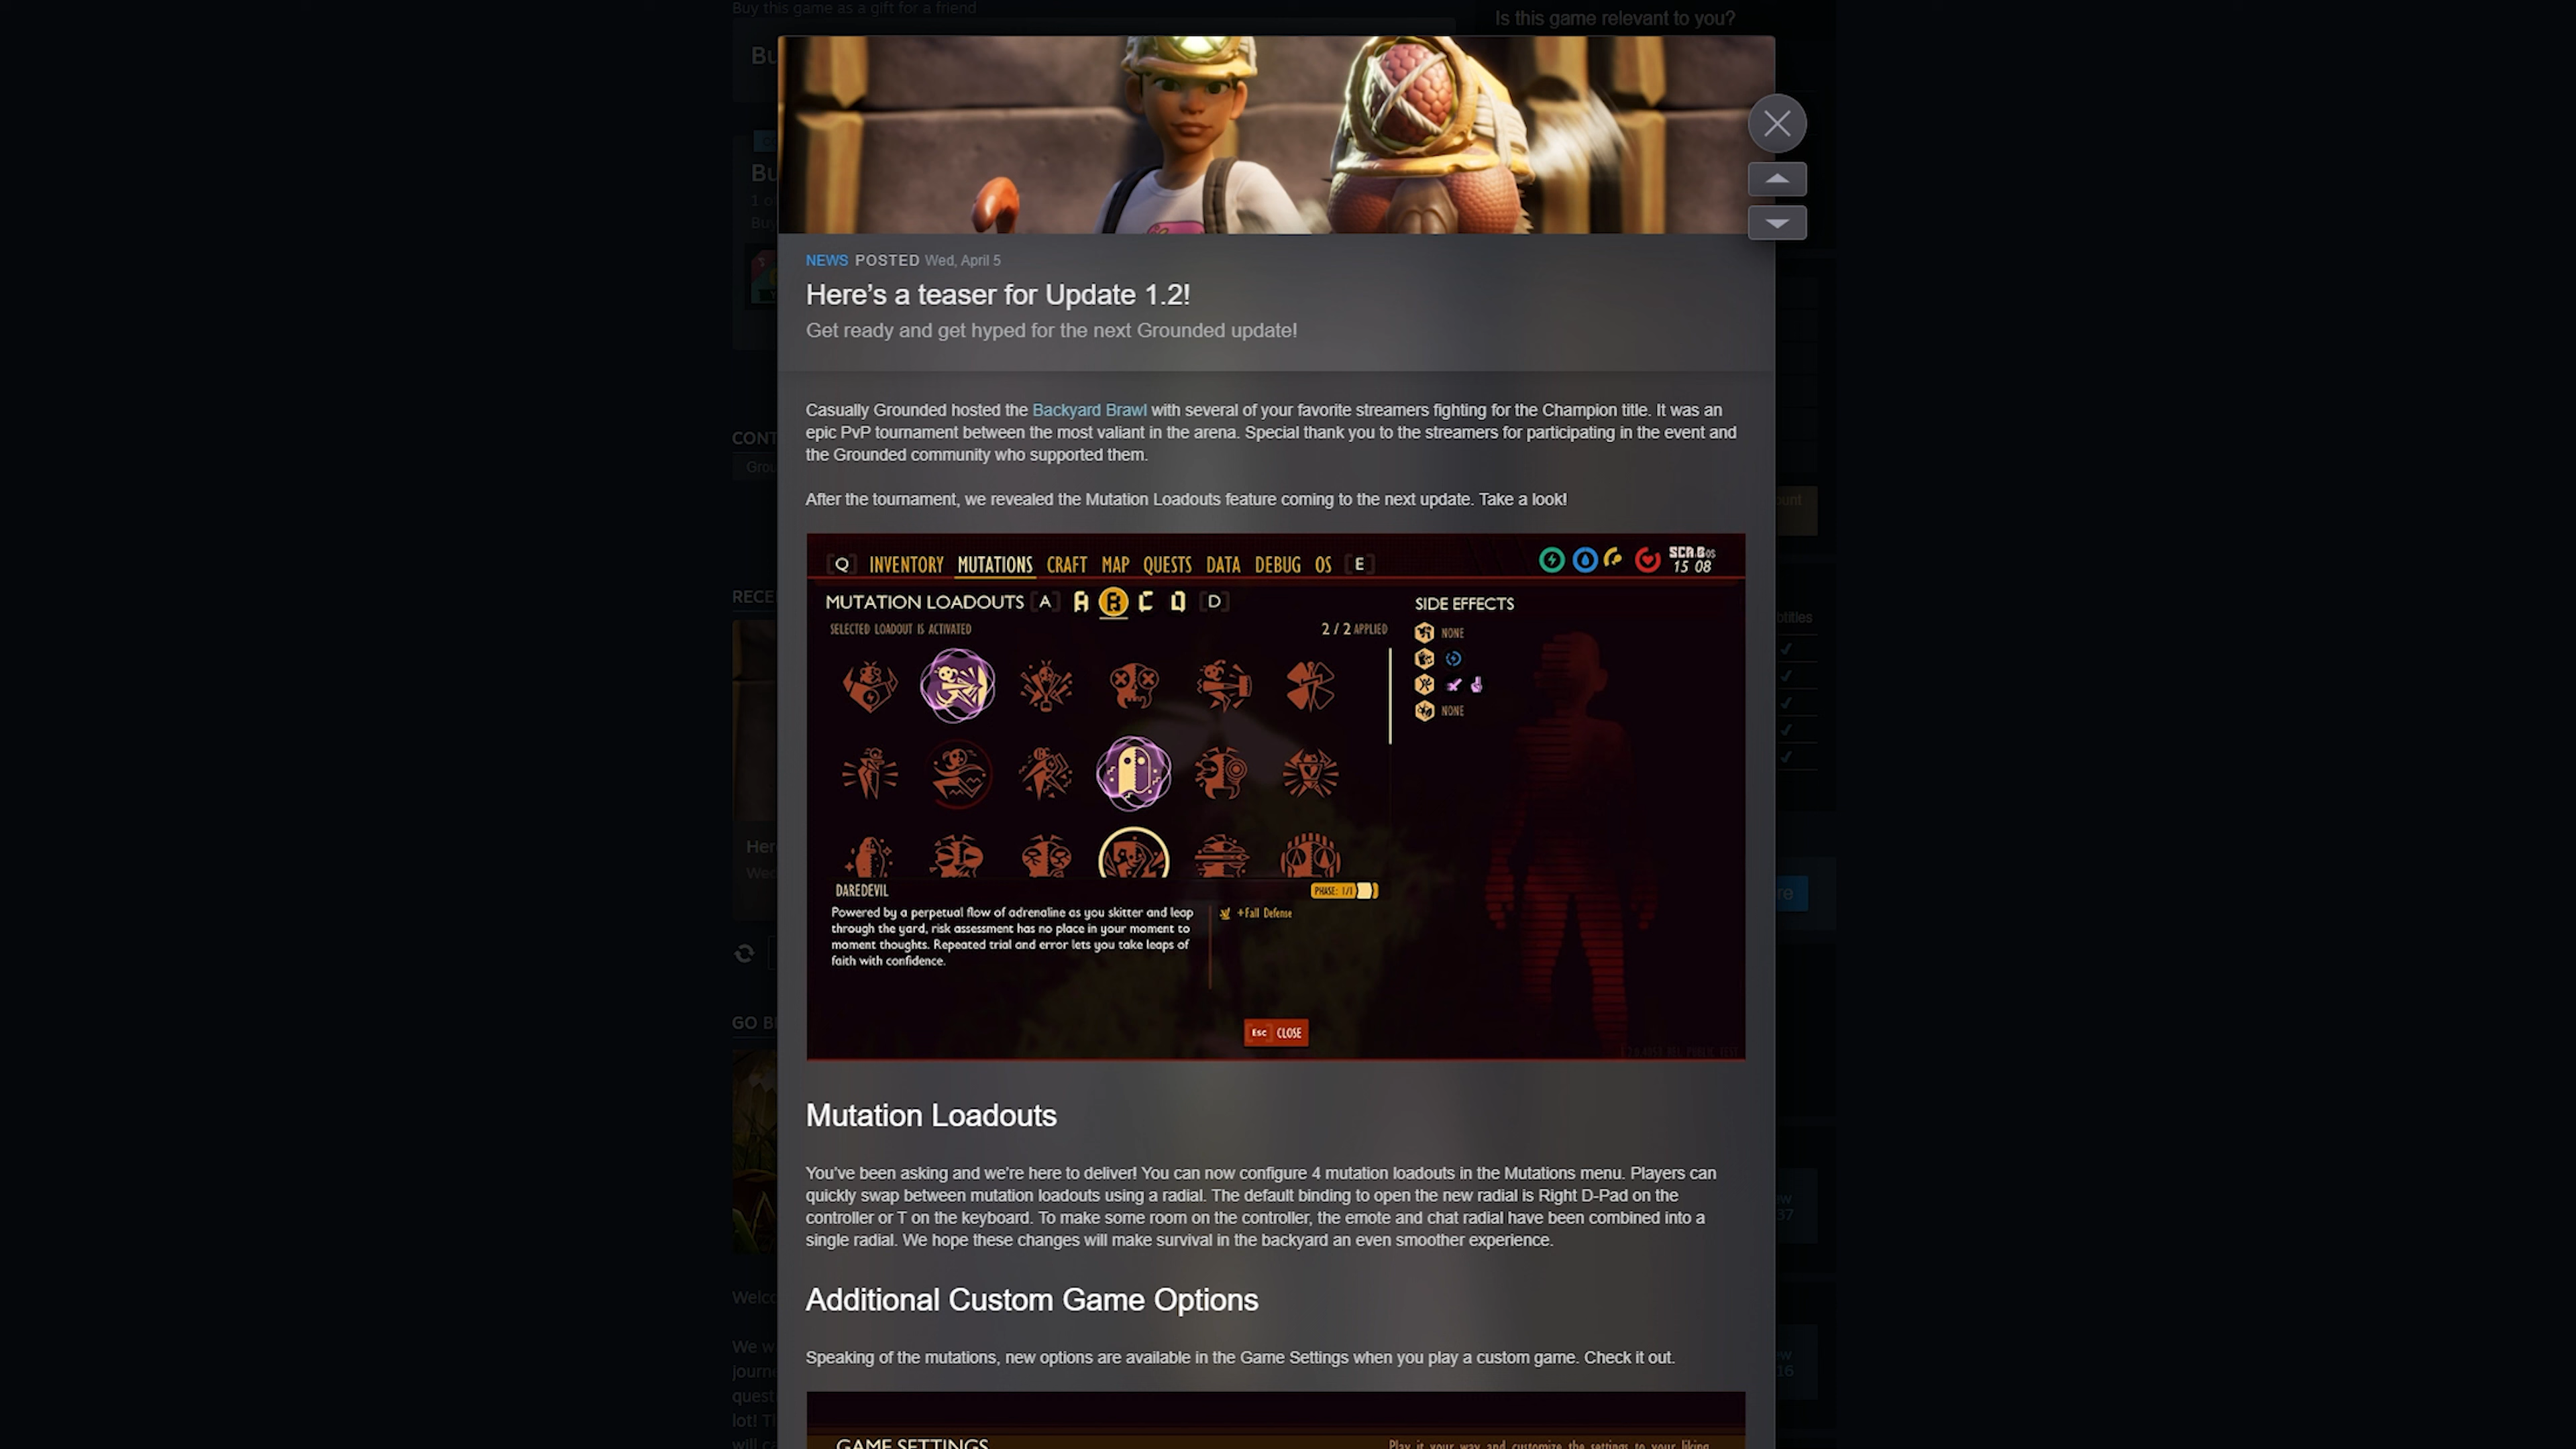 Buy this game as a gift for a friend
Is this game relevant to you?
NEWS POSTED Wed, April 5
Here's a teaser for Update 1.2!
Get ready and get hyped for the next Grounded update!
Casually Grounded hosted the Backyard Brawl with several of your favorite streamers fighting for the Champion title. It was an
epic PvP tournament between the most valiant in the arena. Special thank you to the streamers for participating in the event and
the Grounded community who supported them.
After the tournament, we revealed the Mutation Loadouts feature coming to the next update. Take a look!
Q INVENTORY MUTATIONS CRAFT MAP QUESTS DATA DEBUG OS E
SCA.B OS
15 08
MUTATION LOADOUTS A A B C D D
SELECTED LOADOUT IS ACTIVATED
2 / 2 APPLIED
SIDE EFFECTS
NONE
NONE
DAREDEVIL
PHASE: 1/1
Powered by a perpetual flow of adrenaline as you skitter and leap
through the yard, risk assessment has no place in your moment to
moment thoughts. Repeated trial and error lets you take leaps of
faith with confidence.
+Fall Defense
Esc CLOSE
Mutation Loadouts
You've been asking and we're here to deliver! You can now configure 4 mutation loadouts in the Mutations menu. Players can
quickly swap between mutation loadouts using a radial. The default binding to open the new radial is Right D-Pad on the
controller or T on the keyboard. To make some room on the controller, the emote and chat radial have been combined into a
single radial. We hope these changes will make survival in the backyard an even smoother experience.
Additional Custom Game Options
Speaking of the mutations, new options are available in the Game Settings when you play a custom game. Check it out.
GAME SETTINGS
Play it your way and customize the settings to your liking.